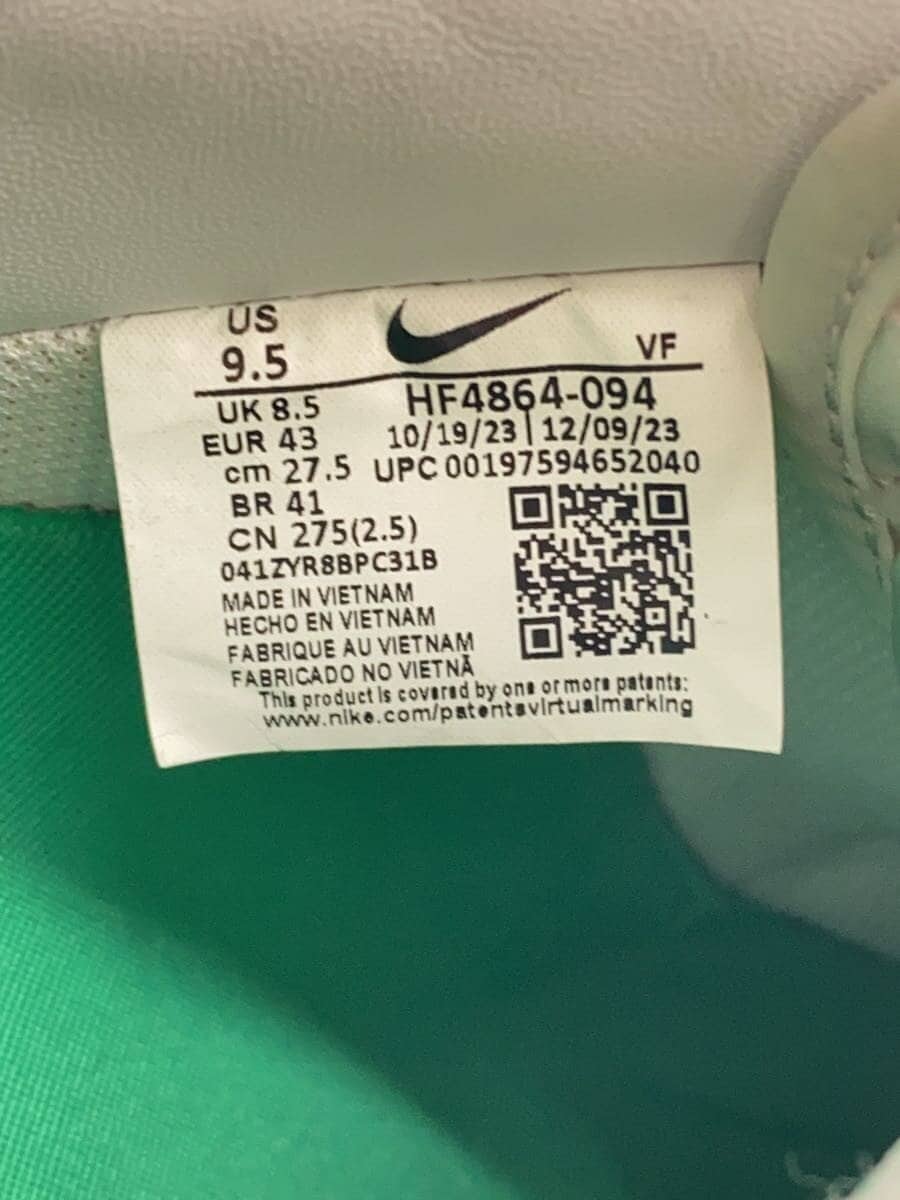 US
9.5
VF
UK 8.5
HF4864-094
EUR 43
10/19/23 | 12/09/23
cm 27.5
UPC 00197594652040
BR 41
CN 275(2.5)
041ZYR8BPC31B
MADE IN VIETNAM
HECHO EN VIETNAM
FABRIQUE AU VIETNAM
FABRICADO NO VIETNÃ
This product is covered by one or more patents:
www.nike.com/patentsvirtualmarking